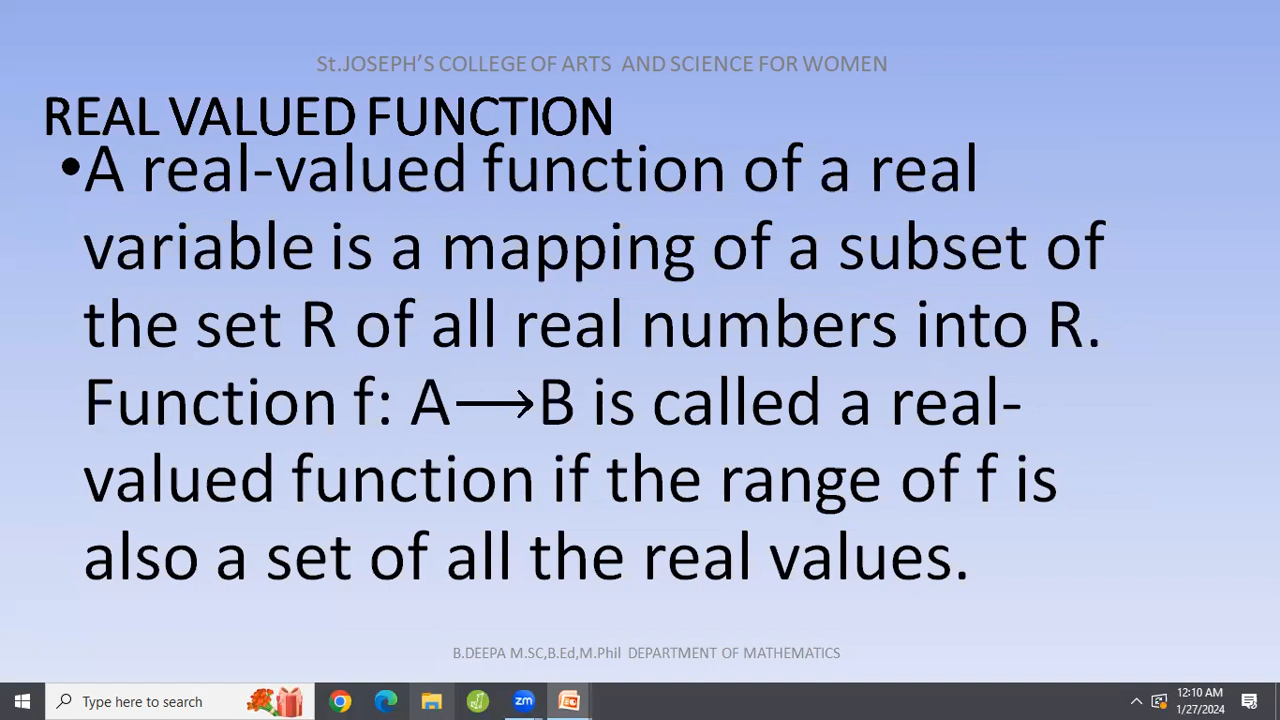 St.JOSEPH'S COLLEGE OF ARTS AND SCIENCE FOR WOMEN
REAL VALUED FUNCTION
•A real-valued function of a real
variable is a mapping of a subset of
the set R of all real numbers into R.
Function f: A⟶B is called a real-
valued function if the range of f is
also a set of all the real values.
B.DEEPA M.SC,B.Ed,M.Phil DEPARTMENT OF MATHEMATICS
Type here to search
zm
12:10 AM
1/27/2024